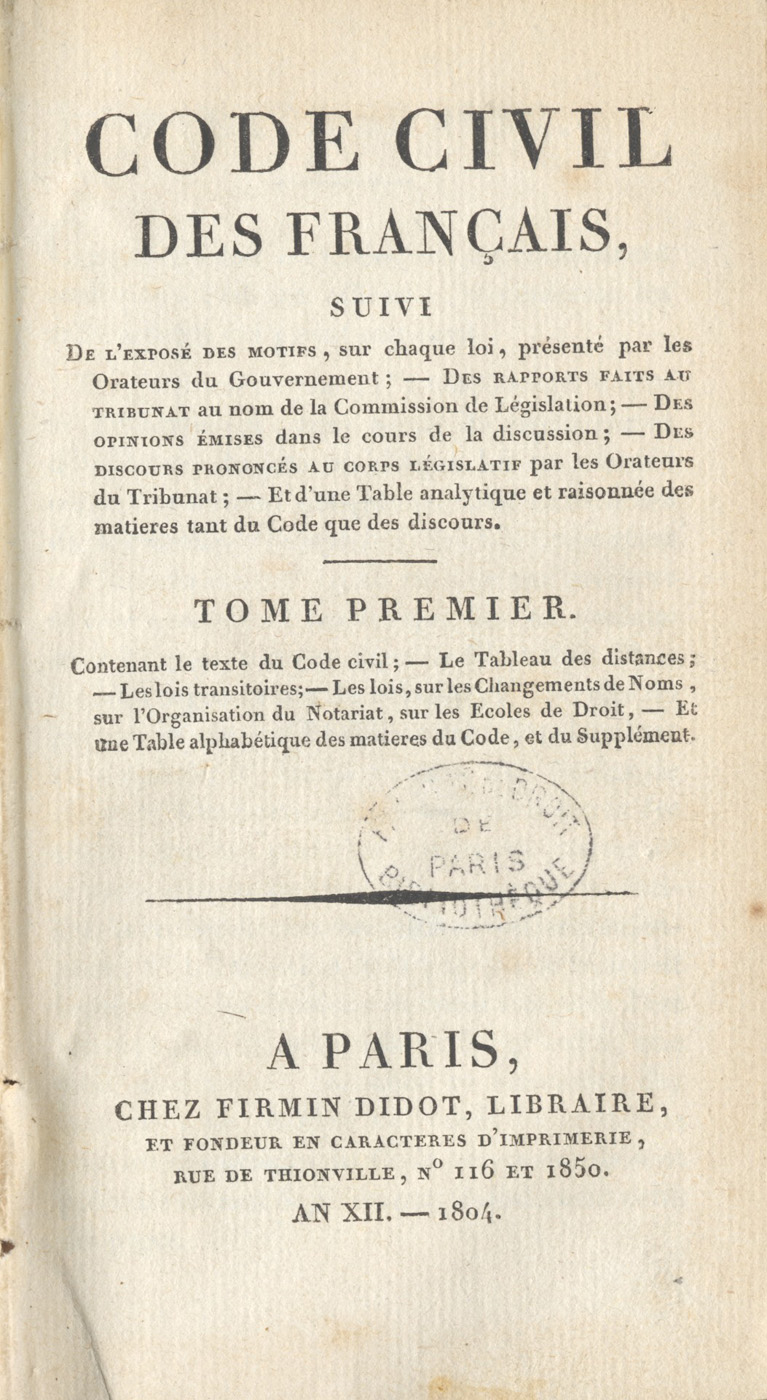 CODE CIVIL
DES FRANÇAIS,
SUIVI
DE L'EXPOSÉ DES MOTIFS, sur chaque loi, présenté par les
Orateurs du Gouvernement; — DES RAPPORTS FAITS AU
TRIBUNAT au nom de la Commission de Législation; — DES
OPINIONS ÉMISES dans le cours de la discussion; — DES
DISCOURS PRONONCÉS AU CORPS LÉGISLATIF par les Orateurs
du Tribunat; — Et d'une Table analytique et raisonnée des
matieres tant du Code que des discours.
TOME PREMIER.
Contenant le texte du Code civil; — Le Tableau des distances;
— Les lois transitoires; — Les lois, sur les Changements de Noms,
sur l'Organisation du Notariat, sur les Ecoles de Droit, — Et
une Table alphabétique des matieres du Code, et du Supplément.
DROIT
DE
PARIS
BIBLIOTHÈQUE
A PARIS,
CHEZ FIRMIN DIDOT, LIBRAIRE,
ET FONDEUR EN CARACTERES D'IMPRIMERIE,
RUE DE THIONVILLE, Nº 116 ET 1850.
AN XII. — 1804.